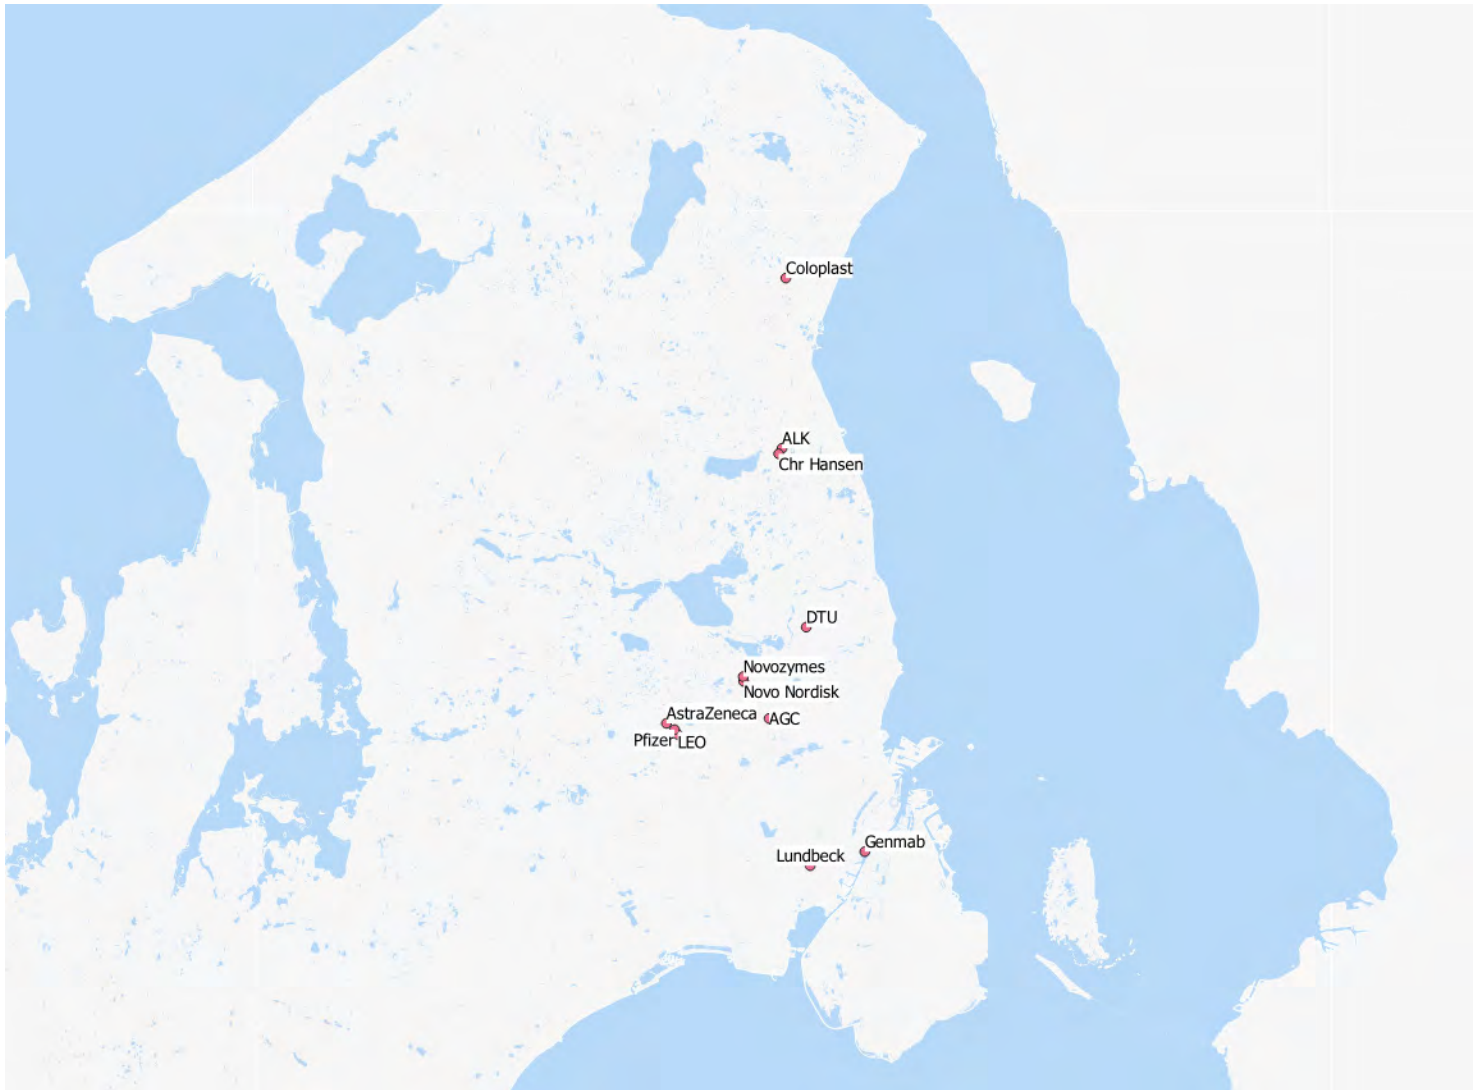 Coloplast
ALK
Chr Hansen
DTU
Novozymes
Novo Nordisk
AstraZeneca
AGC
Pfizer
LEO
Genmab
Lundbeck